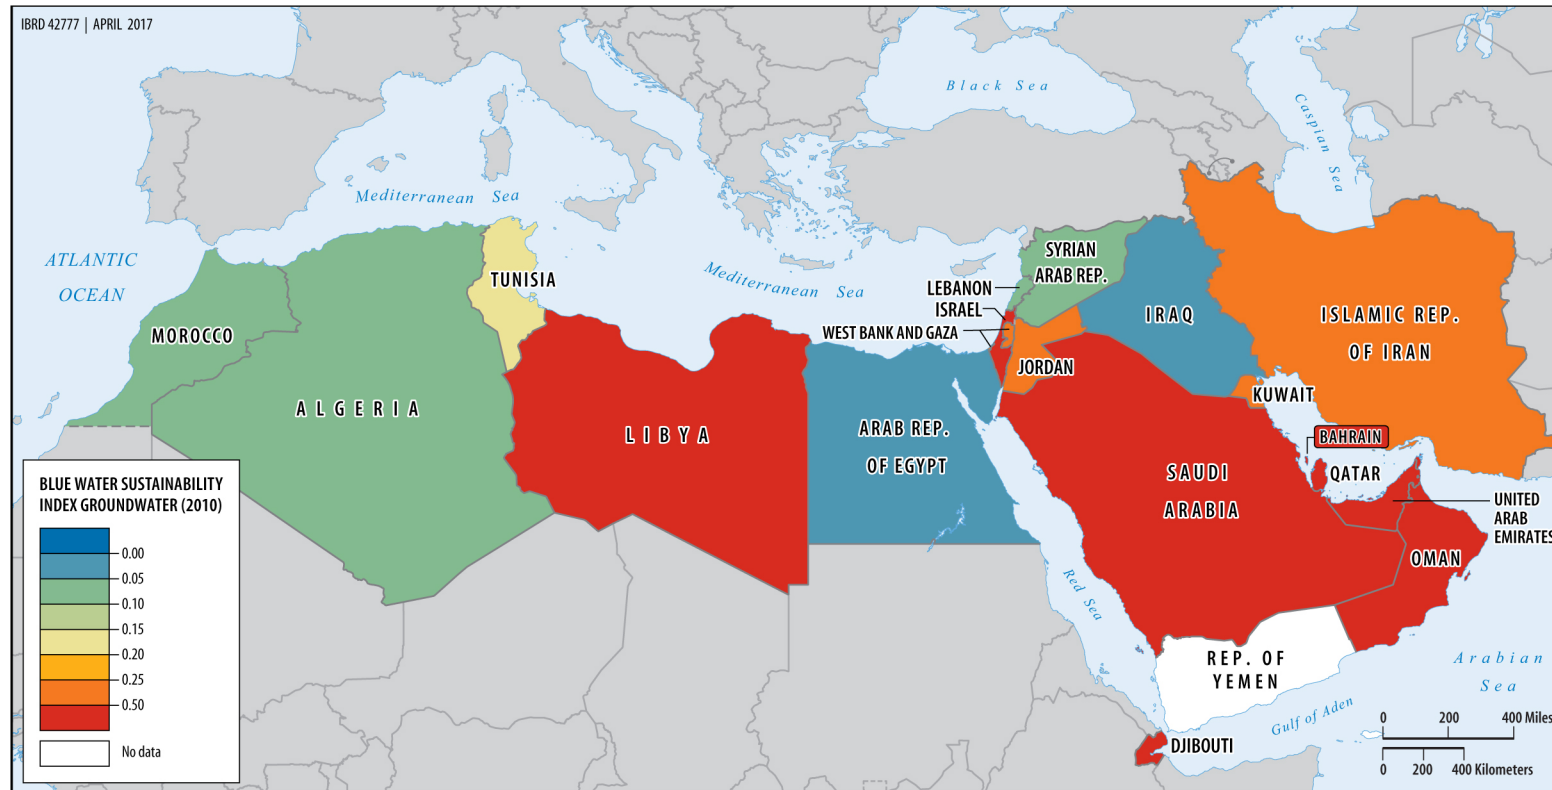 IBRD 42777 | APRIL 2017
Black Sea
Caspian Sea
Mediterranean Sea
ATLANTIC
OCEAN
TUNISIA
Mediterranean Sea
SYRIAN
ARAB REP.
LEBANON
ISRAEL
WEST BANK AND GAZA
JORDAN
IRAQ
ISLAMIC REP.
OF IRAN
MOROCCO
ALGERIA
LIBYA
ARAB REP.
OF EGYPT
KUWAIT
BAHRAIN
QATAR
SAUDI
ARABIA
UNITED
ARAB
EMIRATES
OMAN
Red Sea
REP. OF
YEMEN
Arabian
Sea
Gulf of Aden
DJIBOUTI
BLUE WATER SUSTAINABILITY
INDEX GROUNDWATER (2010)
0.00
0.05
0.10
0.15
0.20
0.25
0.50
No data
0 200 400 Miles
0 200 400 Kilometers